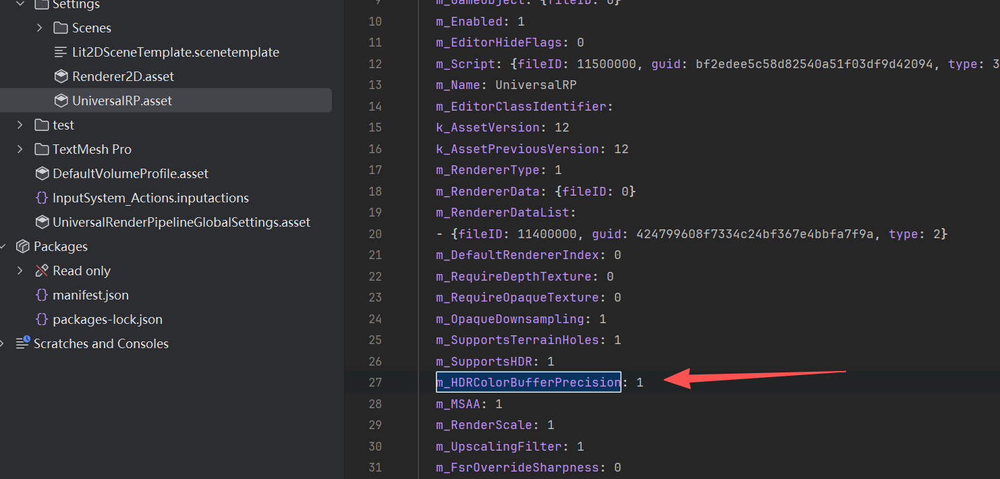 Settings
Scenes
Lit2DSceneTemplate.scenetemplate
Renderer2D.asset
UniversalRP.asset
test
TextMesh Pro
DefaultVolumeProfile.asset
InputSystem_Actions.inputactions
UniversalRenderPipelineGlobalSettings.asset
Packages
Read only
manifest.json
packages-lock.json
Scratches and Consoles
9 m_GameObject: {fileID: 0}
10 m_Enabled: 1
11 m_EditorHideFlags: 0
12 m_Script: {fileID: 11500000, guid: bf2edee5c58d82540a51f03df9d42094, type: 3
13 m_Name: UniversalRP
14 m_EditorClassIdentifier:
15 k_AssetVersion: 12
16 k_AssetPreviousVersion: 12
17 m_RendererType: 1
18 m_RendererData: {fileID: 0}
19 m_RendererDataList:
20 - {fileID: 11400000, guid: 424799608f7334c24bf367e4bbfa7f9a, type: 2}
21 m_DefaultRendererIndex: 0
22 m_RequireDepthTexture: 0
23 m_RequireOpaqueTexture: 0
24 m_OpaqueDownsampling: 1
25 m_SupportsTerrainHoles: 1
26 m_SupportsHDR: 1
27 m_HDRColorBufferPrecision: 1
28 m_MSAA: 1
29 m_RenderScale: 1
30 m_UpscalingFilter: 1
31 m_FsrOverrideSharpness: 0